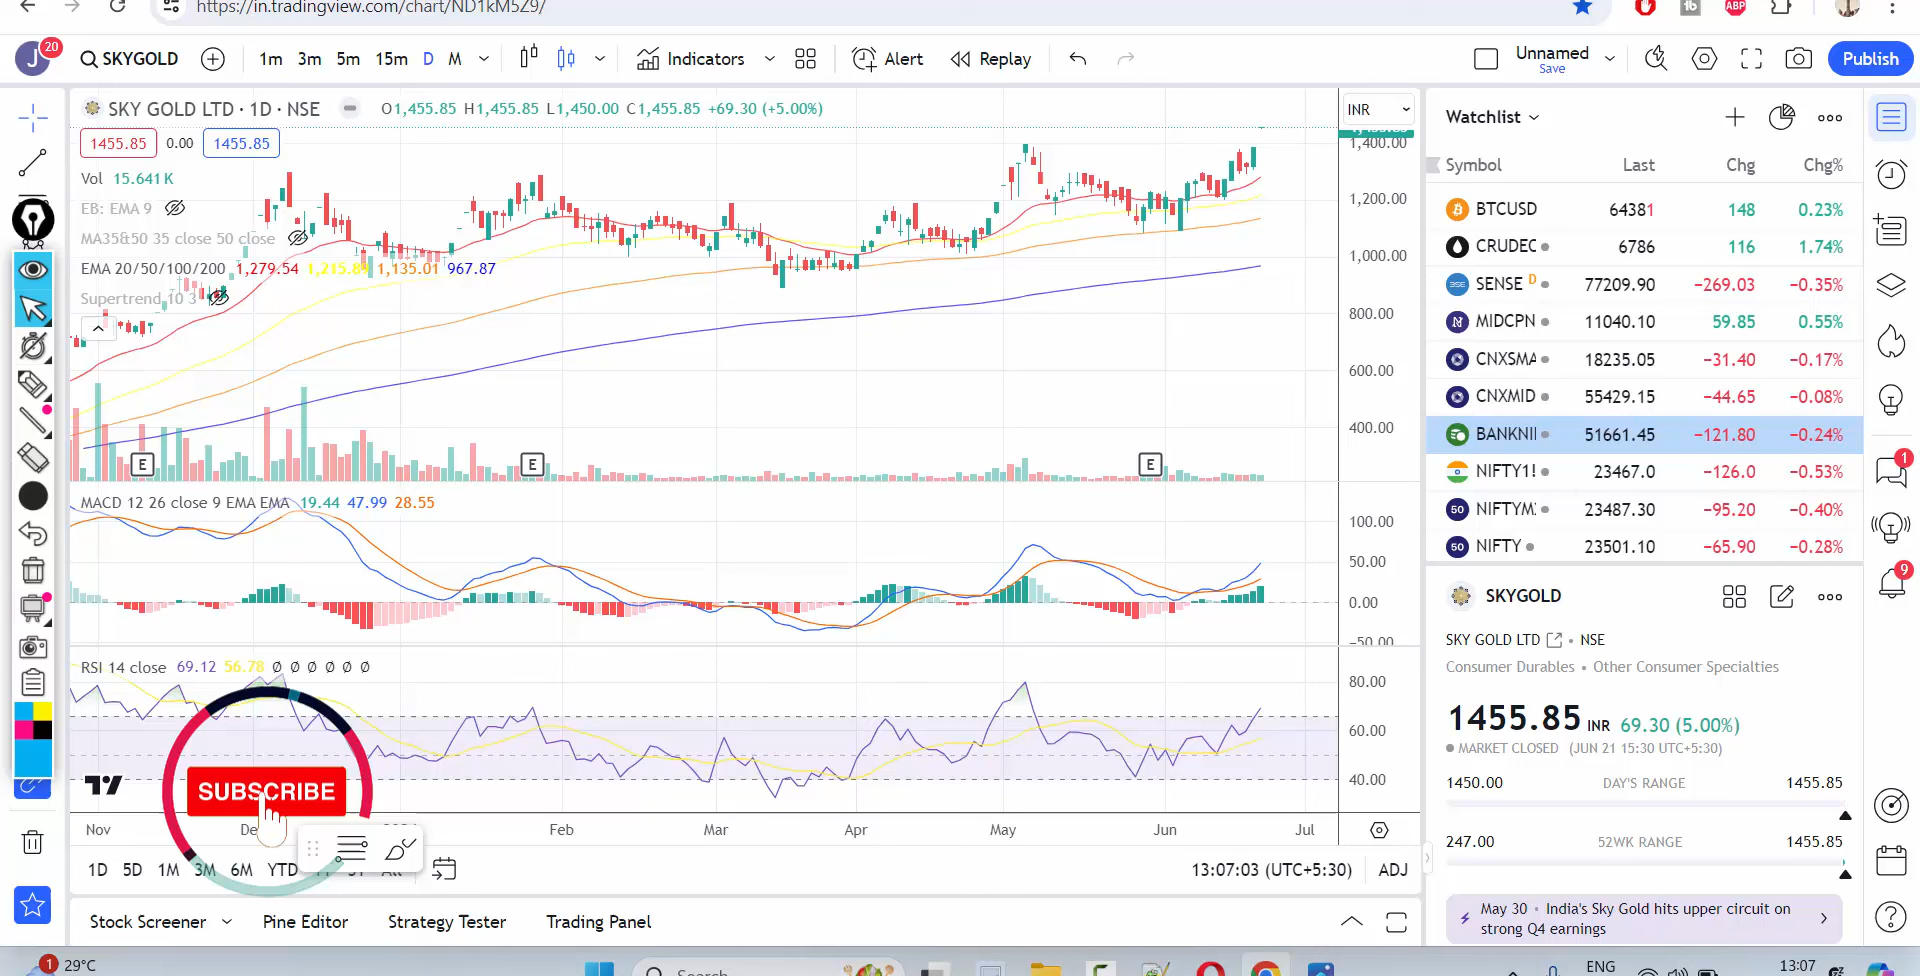 https://in.tradingview.com/chart/ND1kM5Z9/
ABP
J
20
SKYGOLD
1m 3m 5m 15m D M
Indicators
Alert
Replay
Unnamed
Save
Publish
SKY GOLD LTD · 1D · NSE
O1,455.85 H1,455.85 L1,450.00 C1,455.85 +69.30 (+5.00%)
INR
1455.85 0.00 1455.85
Vol 15.641K
EB: EMA 9
MA35&50 35 close 50 close
EMA 20/50/100/200 1,279.54 1,135.01 967.87
Supertrend 10 3
1,400.00
1,200.00
1,000.00
800.00
600.00
400.00
E E E
MACD 12 26 close 9 EMA EMA 19.44 47.99 28.55
100.00
50.00
0.00
−50.00
RSI 14 close 69.12 56.78 Ø Ø Ø Ø Ø Ø
80.00
60.00
40.00
SUBSCRIBE
Nov
Feb Mar Apr May Jun Jul
1D 5D 1M 3M 6M YTD
13:07:03 (UTC+5:30) ADJ
Stock Screener Pine Editor Strategy Tester Trading Panel
Watchlist
Symbol Last Chg Chg%
BTCUSD 64381 148 0.23%
CRUDEC 6786 116 1.74%
SENSE D 77209.90 −269.03 −0.35%
MIDCPN 11040.10 59.85 0.55%
CNXSMA 18235.05 −31.40 −0.17%
CNXMID 55429.15 −44.65 −0.08%
BANKNI 51661.45 −121.80 −0.24%
NIFTY1! 23467.0 −126.0 −0.53%
50 NIFTYM 23487.30 −95.20 −0.40%
50 NIFTY 23501.10 −65.90 −0.28%
SKYGOLD
SKY GOLD LTD • NSE
Consumer Durables • Other Consumer Specialties
1455.85 INR 69.30 (5.00%)
MARKET CLOSED (JUN 21 15:30 UTC+5:30)
1450.00 DAY'S RANGE 1455.85
247.00 52WK RANGE 1455.85
May 30 • India's Sky Gold hits upper circuit on
strong Q4 earnings
1
9
1
29°C
Search
ENG
13:07